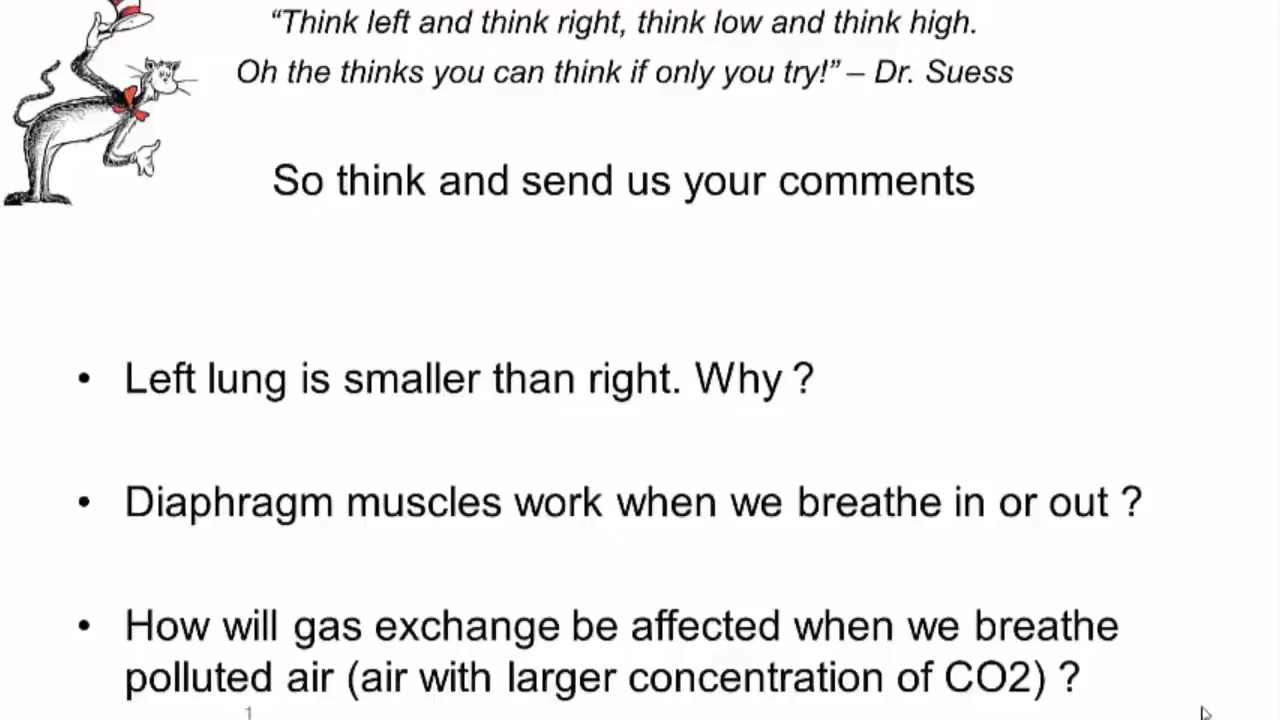 “Think left and think right, think low and think high.
Oh the thinks you can think if only you try!” – Dr. Suess
So think and send us your comments
• Left lung is smaller than right. Why ?
• Diaphragm muscles work when we breathe in or out ?
• How will gas exchange be affected when we breathe
polluted air (air with larger concentration of CO2) ?
1